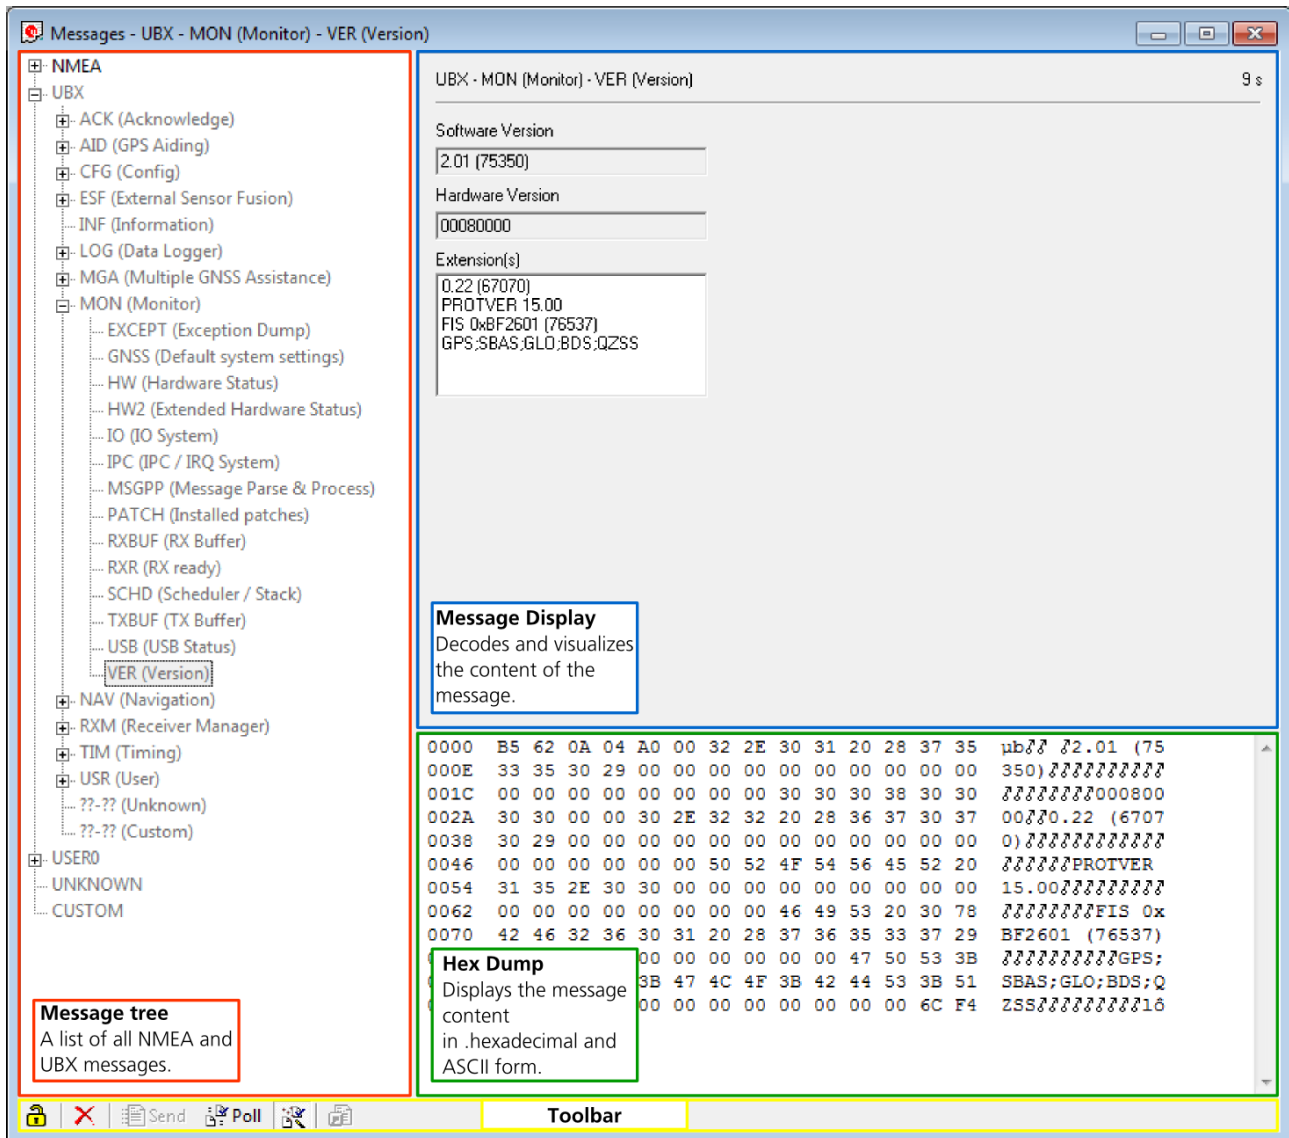 Messages - UBX - MON (Monitor) - VER (Version)
NMEA
UBX
ACK (Acknowledge)
AID (GPS Aiding)
CFG (Config)
ESF (External Sensor Fusion)
INF (Information)
LOG (Data Logger)
MGA (Multiple GNSS Assistance)
MON (Monitor)
EXCEPT (Exception Dump)
GNSS (Default system settings)
HW (Hardware Status)
HW2 (Extended Hardware Status)
IO (IO System)
IPC (IPC / IRQ System)
MSGPP (Message Parse & Process)
PATCH (Installed patches)
RXBUF (RX Buffer)
RXR (RX ready)
SCHD (Scheduler / Stack)
TXBUF (TX Buffer)
USB (USB Status)
VER (Version)
NAV (Navigation)
RXM (Receiver Manager)
TIM (Timing)
USR (User)
??-?? (Unknown)
??-?? (Custom)
USER0
UNKNOWN
CUSTOM
Message tree
A list of all NMEA and
UBX messages.
UBX - MON (Monitor) - VER (Version) 9 s
Software Version
2.01 (75350)
Hardware Version
00080000
Extension(s)
0.22 (67070)
PROTVER 15.00
FIS 0xBF2601 (76537)
GPS;SBAS;GLO;BDS;QZSS
Message Display
Decodes and visualizes
the content of the
message.
0000 B5 62 0A 04 A0 00 32 2E 30 31 20 28 37 35 µb 2.01 (75
000E 33 35 30 29 00 00 00 00 00 00 00 00 00 00 350)
001C 00 00 00 00 00 00 00 00 30 30 30 38 30 30 000800
002A 30 30 00 00 30 2E 32 32 20 28 36 37 30 37 00 0.22 (6707
0038 30 29 00 00 00 00 00 00 00 00 00 00 00 00 0)
0046 00 00 00 00 00 00 50 52 4F 54 56 45 52 20 PROTVER
0054 31 35 2E 30 30 00 00 00 00 00 00 00 00 00 15.00
0062 00 00 00 00 00 00 00 00 46 49 53 20 30 78 FIS 0x
0070 42 46 32 36 30 31 20 28 37 36 35 33 37 29 BF2601 (76537)
00 00 00 00 00 00 47 50 53 3B GPS;
3B 47 4C 4F 3B 42 44 53 3B 51 SBAS;GLO;BDS;Q
00 00 00 00 00 00 00 00 6C F4 ZSS lô
Hex Dump
Displays the message
content
in .hexadecimal and
ASCII form.
Send Poll Toolbar